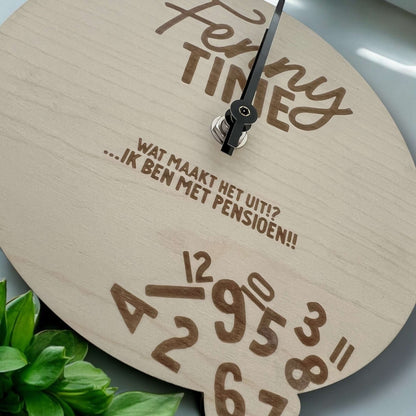 Fenny
TIME
WAT MAAKT HET UIT!?
...IK BEN MET PENSIOEN!!
12 10
4 1 9 5 3
2 8 11
6 7